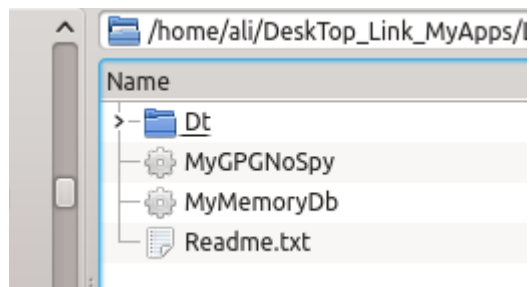 /home/ali/DeskTop_Link_MyApps/
Name
Dt
MyGPGNoSpy
MyMemoryDb
Readme.txt